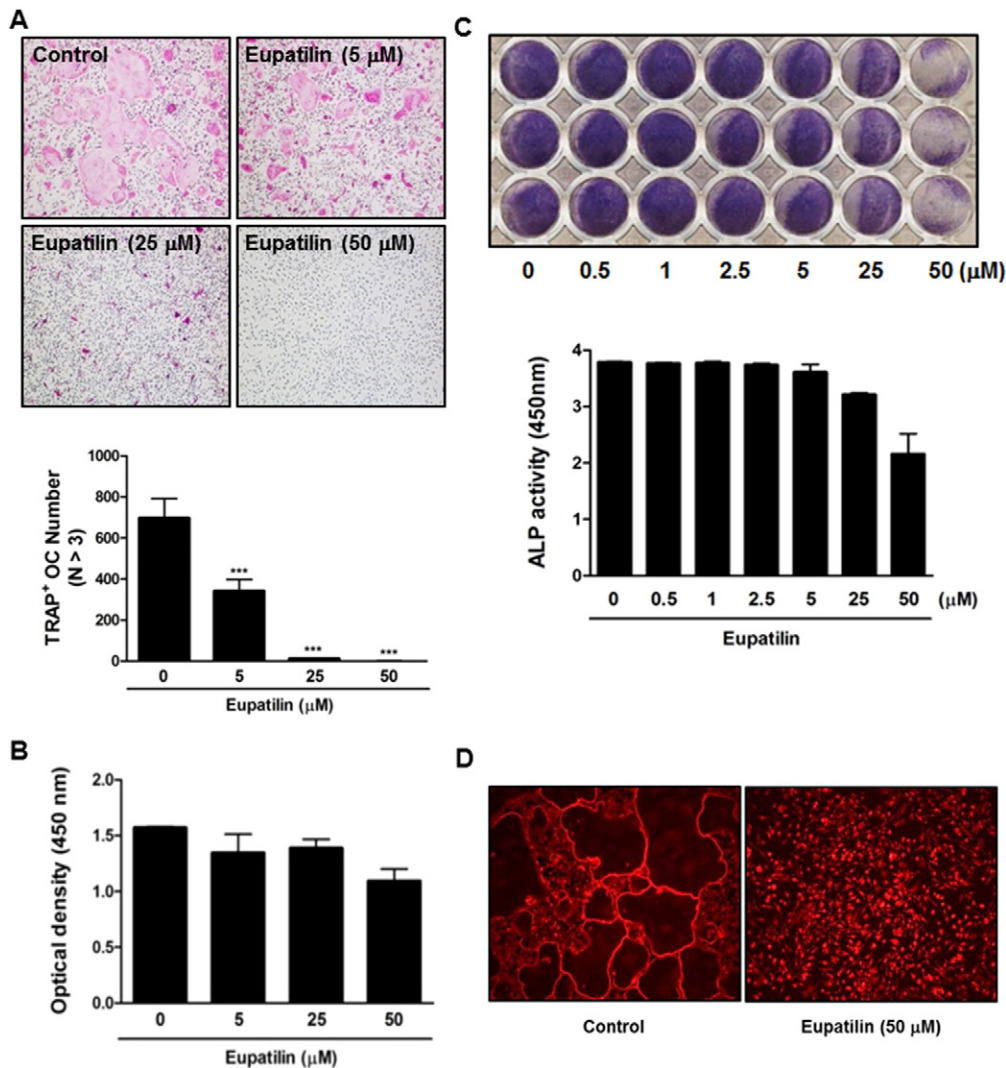 A
Control
Eupatilin (5 μM)
Eupatilin (25 μM)
Eupatilin (50 μM)
TRAP+ OC Number
(N > 3)
1000
800
600
400
200
0
***
***
***
0 5 25 50
Eupatilin (μM)
B
Optical density (450 nm)
2.0
1.5
1.0
0.5
0.0
0 5 25 50
Eupatilin (μM)
C
0 0.5 1 2.5 5 25 50 (μM)
ALP activity (450nm)
4
3
2
1
0
0 0.5 1 2.5 5 25 50 (μM)
Eupatilin
D
Control
Eupatilin (50 μM)